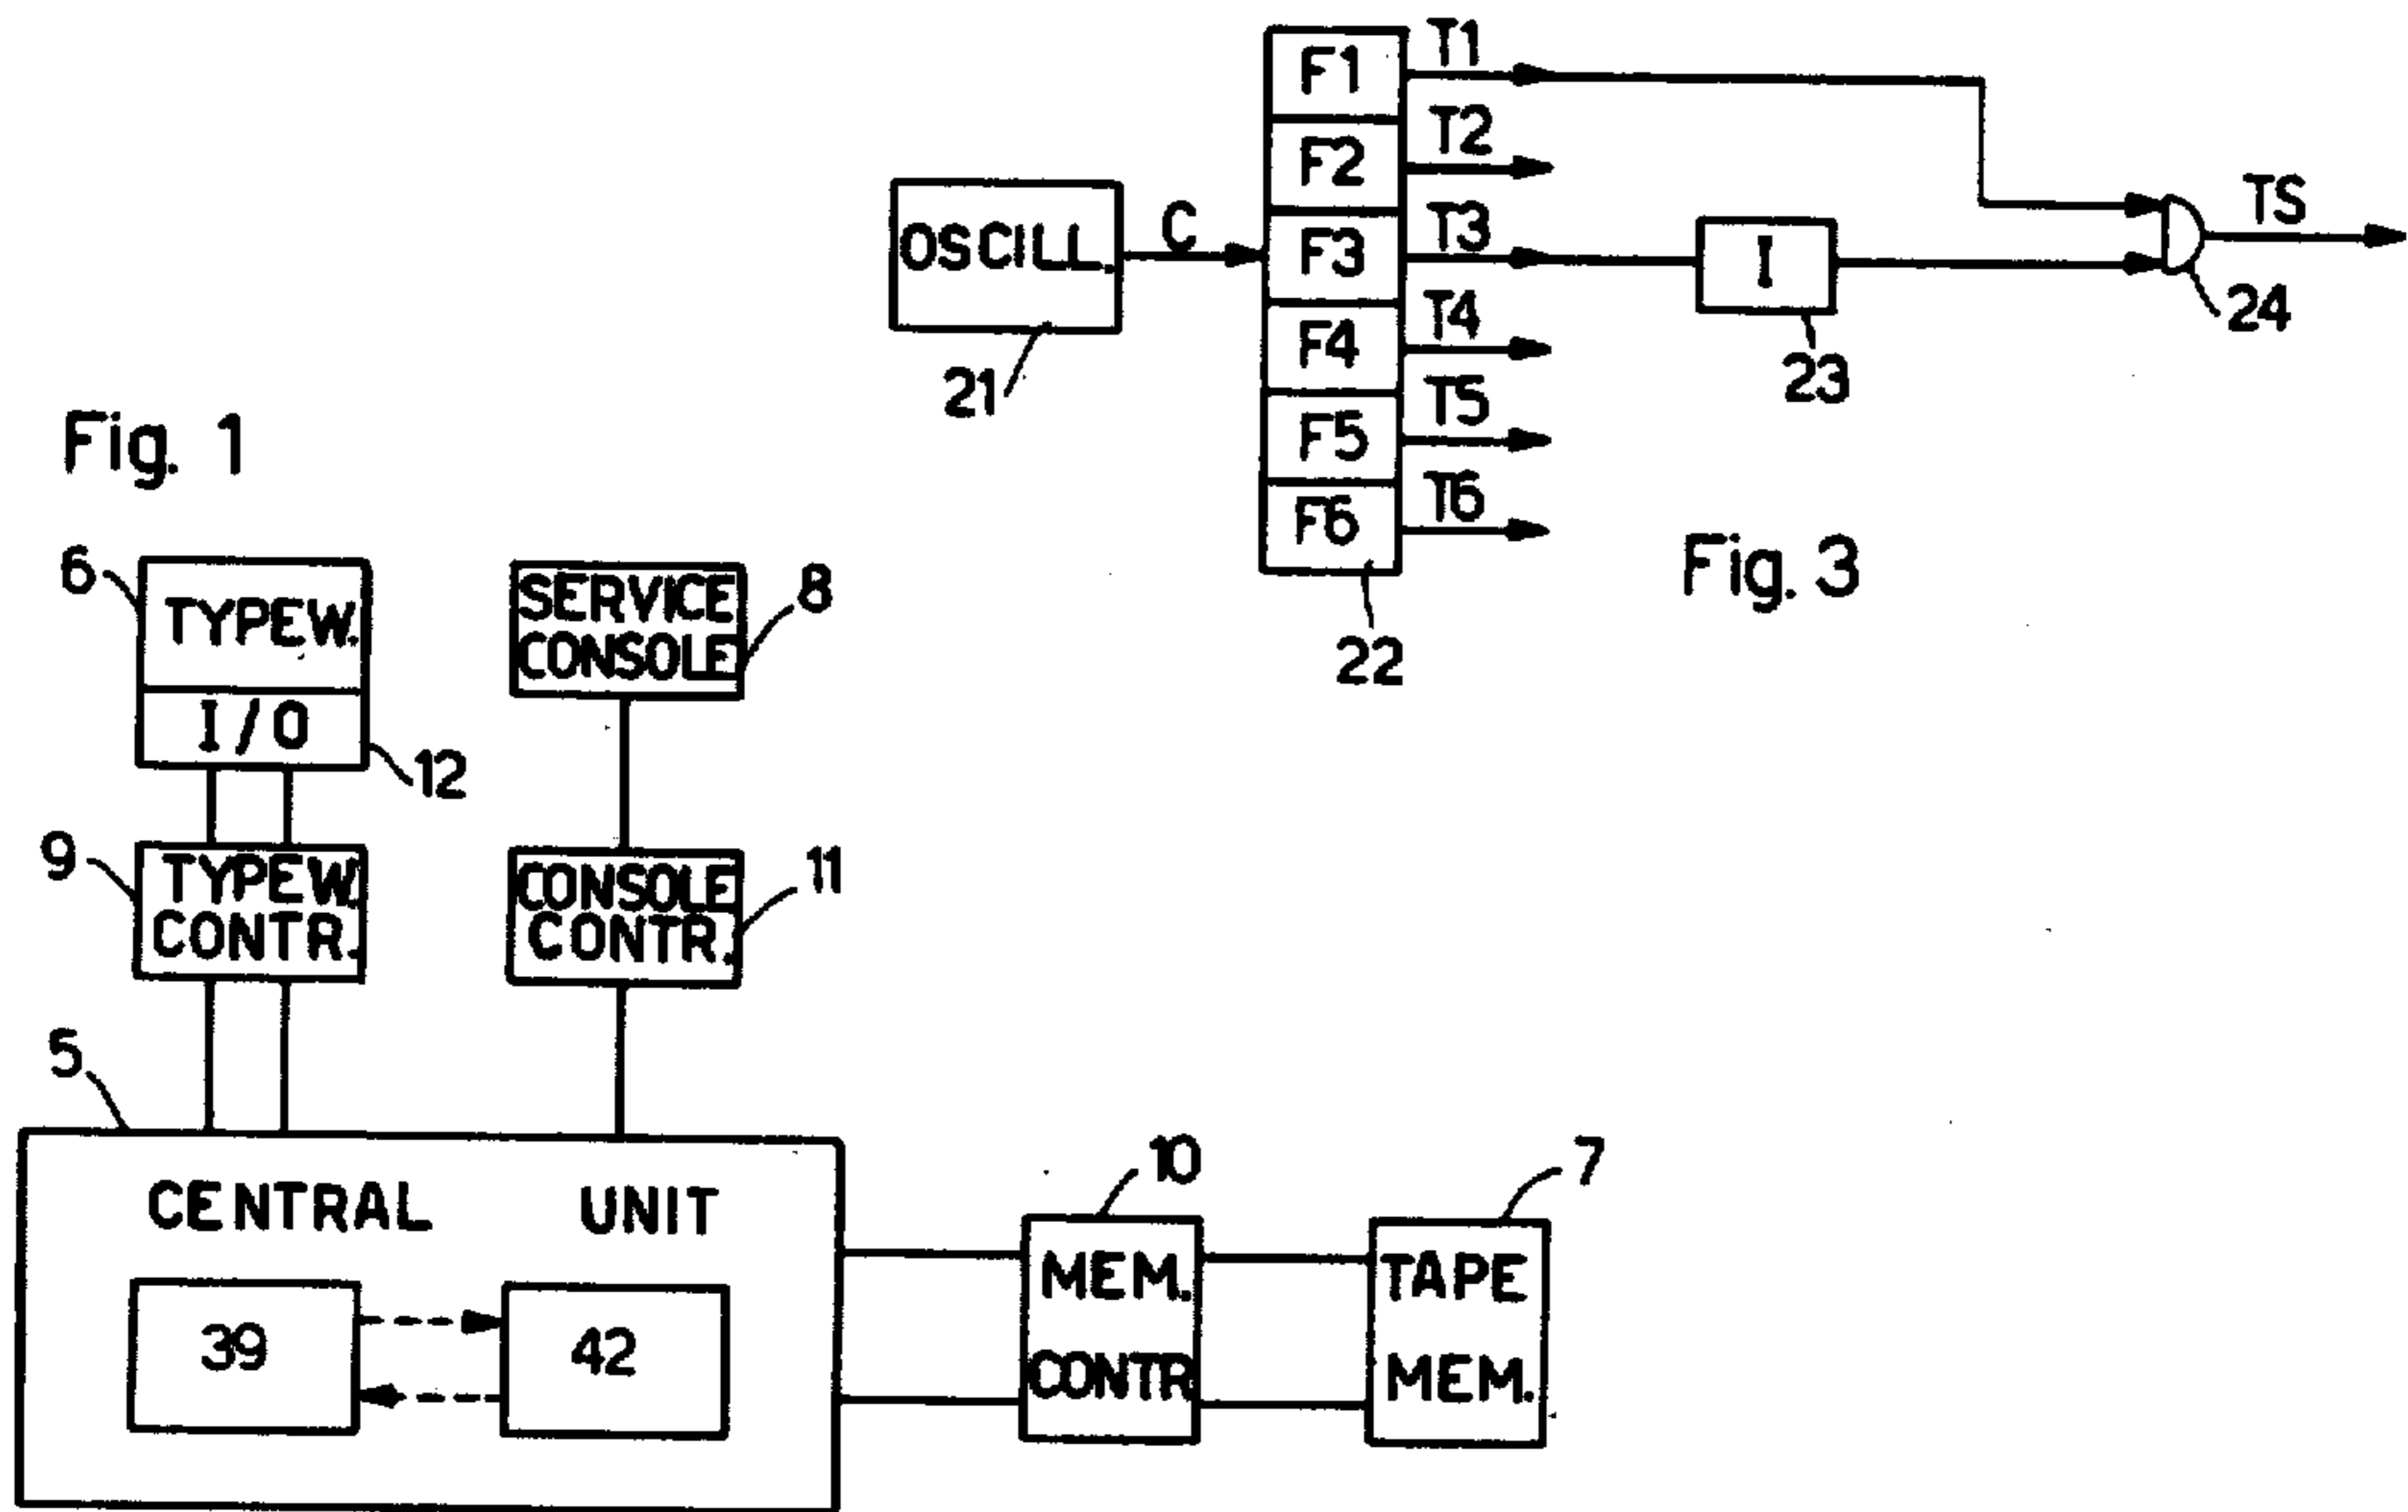 Fig. 1
6
TYPEW.
I/O
12
9
TYPEW.
CONTR.
SERVICE
CONSOLE
8
CONSOLE
CONTR.
11
5
CENTRAL UNIT
39
42
10
MEM.
CONTR
7
TAPE
MEM.
OSCILL.
21
C
F1
F2
F3
F4
F5
F6
22
T1
T2
T3
T4
T5
T6
I
23
24
TS
Fig. 3